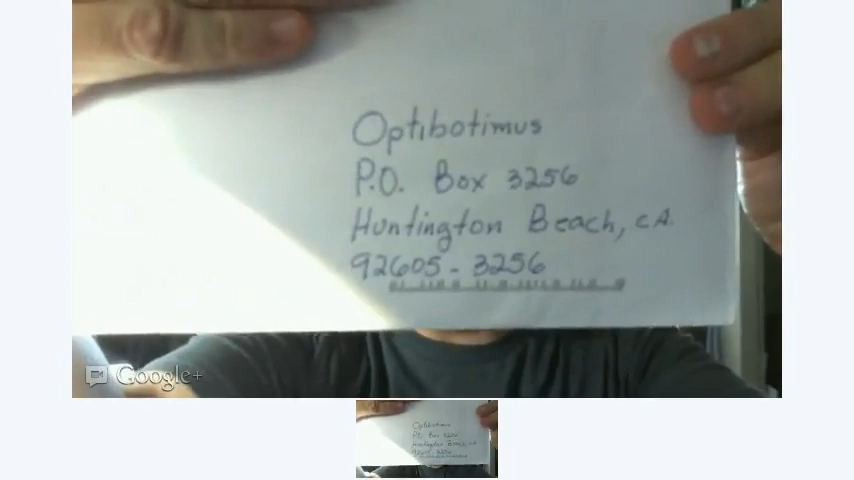 Optibotimus
P.O. Box 3256
Huntington Beach, CA.
92605-3256
Google+